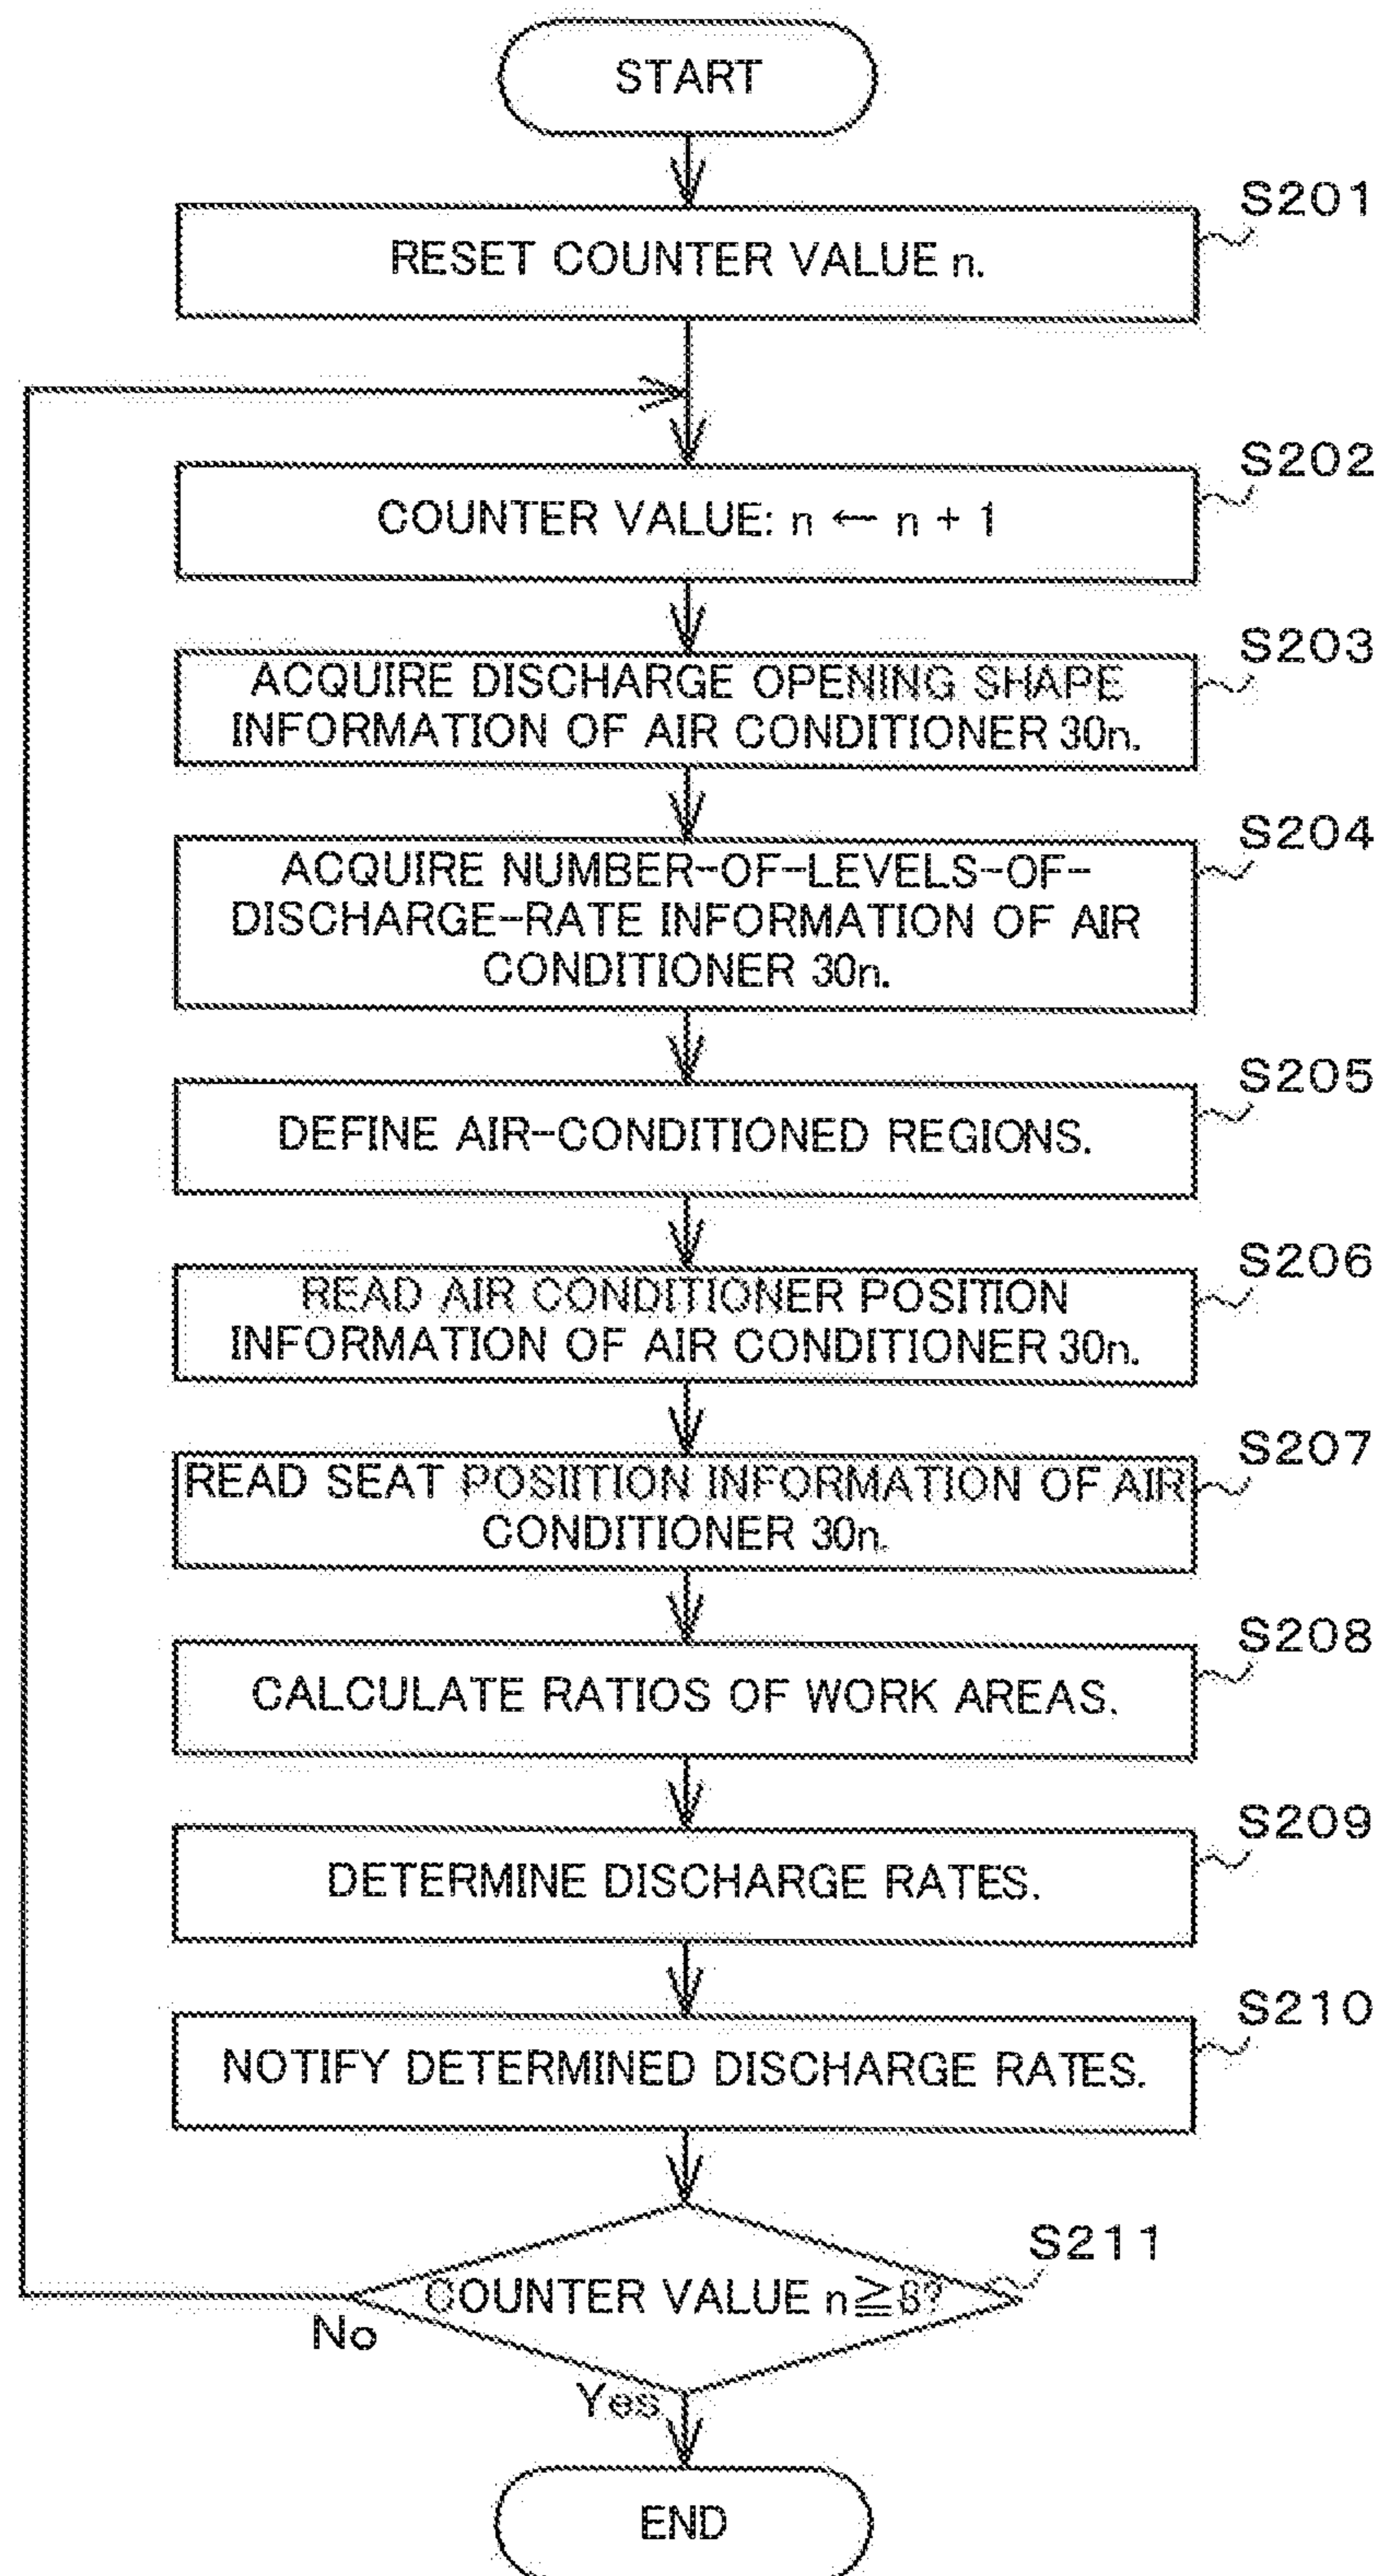 START
S201
RESET COUNTER VALUE n.
S202
COUNTER VALUE: n ← n + 1
S203
ACQUIRE DISCHARGE OPENING SHAPE
INFORMATION OF AIR CONDITIONER 30n.
S204
ACQUIRE NUMBER-OF-LEVELS-OF-
DISCHARGE-RATE INFORMATION OF AIR
CONDITIONER 30n.
S205
DEFINE AIR-CONDITIONED REGIONS.
S206
READ AIR CONDITIONER POSITION
INFORMATION OF AIR CONDITIONER 30n.
S207
READ SEAT POSIITION INFORMATION OF AIR
CONDITIONER 30n.
S208
CALCULATE RATIOS OF WORK AREAS.
S209
DETERMINE DISCHARGE RATES.
S210
NOTIFY DETERMINED DISCHARGE RATES.
S211
COUNTER VALUE
No
Yes
END